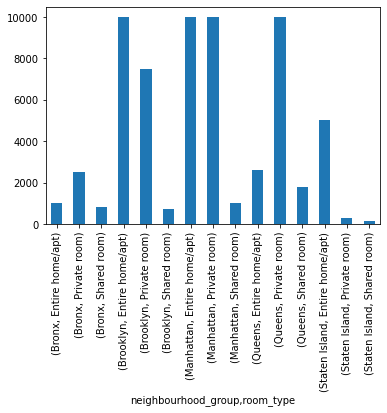 10000
8000
6000
4000
2000
0
(Bronx, Entire home/apt)
(Bronx, Private room)
(Bronx, Shared room)
(Brooklyn, Entire home/apt)
(Brooklyn, Private room)
(Brooklyn, Shared room)
(Manhattan, Entire home/apt)
(Manhattan, Private room)
(Manhattan, Shared room)
(Queens, Entire home/apt)
(Queens, Private room)
(Queens, Shared room)
(Staten Island, Entire home/apt)
(Staten Island, Private room)
(Staten Island, Shared room)
neighbourhood_group,room_type